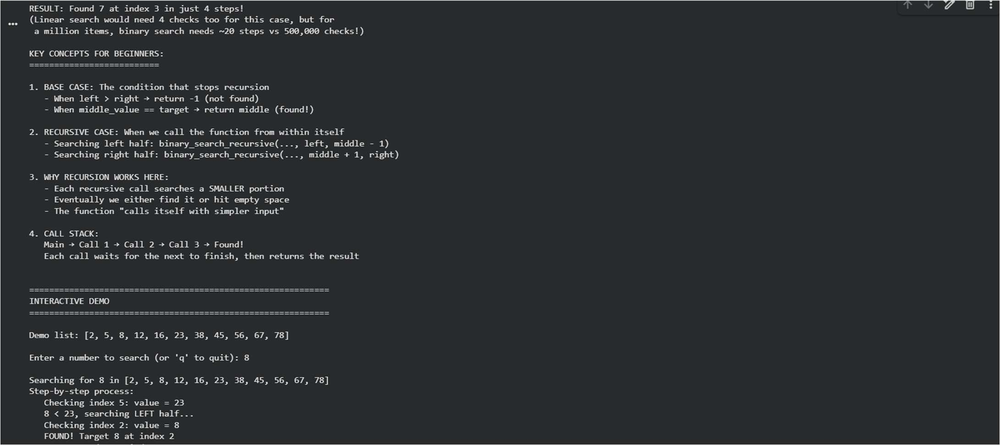 RESULT: Found 7 at index 3 in just 4 steps!
(Linear search would need 4 checks too for this case, but for
a million items, binary search needs ~20 steps vs 500,000 checks!)
KEY CONCEPTS FOR BEGINNERS:
==========================
1. BASE CASE: The condition that stops recursion
- When left > right → return -1 (not found)
- When middle_value == target → return middle (found!)
2. RECURSIVE CASE: When we call the function from within itself
- Searching left half: binary_search_recursive(..., left, middle - 1)
- Searching right half: binary_search_recursive(..., middle + 1, right)
3. WHY RECURSION WORKS HERE:
- Each recursive call searches a SMALLER portion
- Eventually we either find it or hit empty space
- The function "calls itself with simpler input"
4. CALL STACK:
Main → Call 1 → Call 2 → Call 3 → Found!
Each call waits for the next to finish, then returns the result
============================================================
INTERACTIVE DEMO
============================================================
Demo list: [2, 5, 8, 12, 16, 23, 38, 45, 56, 67, 78]
Enter a number to search (or 'q' to quit): 8
Searching for 8 in [2, 5, 8, 12, 16, 23, 38, 45, 56, 67, 78]
Step-by-step process:
Checking index 5: value = 23
8 < 23, searching LEFT half...
Checking index 2: value = 8
FOUND! Target 8 at index 2